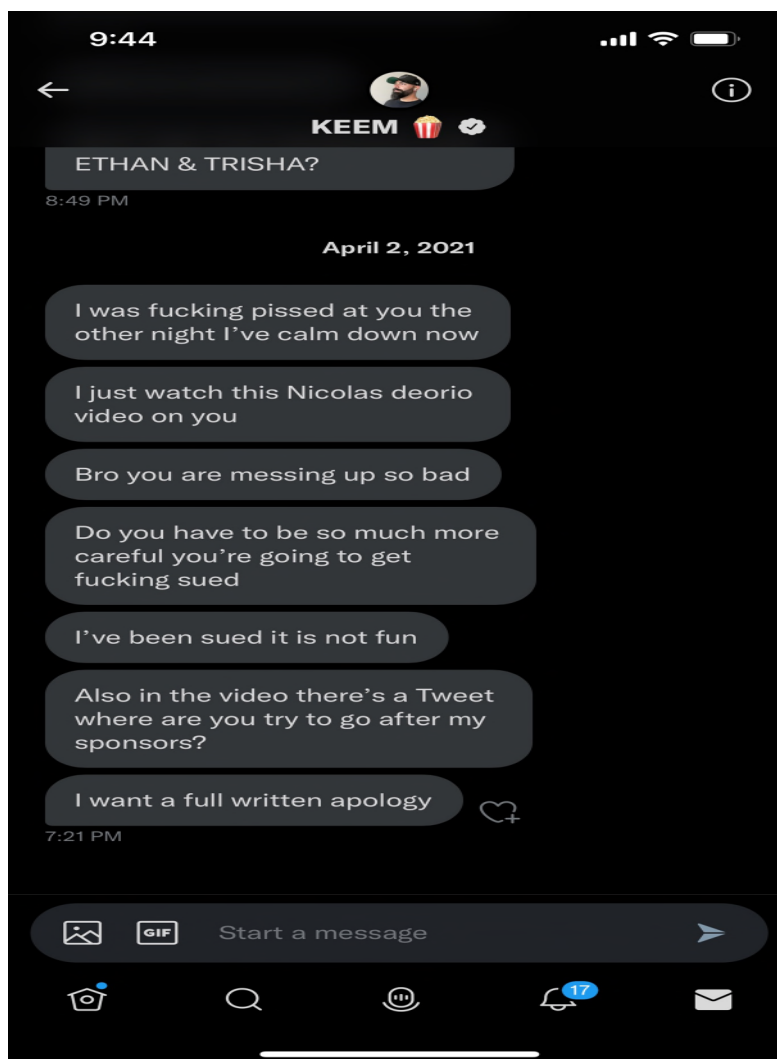 9:44
KEEM 🍿
ETHAN & TRISHA?
8:49 PM
April 2, 2021
I was fucking pissed at you the
other night I’ve calm down now
I just watch this Nicolas deorio
video on you
Bro you are messing up so bad
Do you have to be so much more
careful you’re going to get
fucking sued
I’ve been sued it is not fun
Also in the video there’s a Tweet
where are you try to go after my
sponsors?
I want a full written apology
7:21 PM
GIF Start a message
17